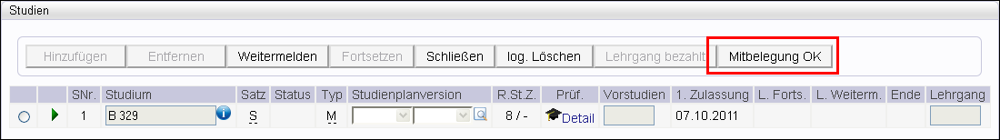 Studien
Hinzufügen Entfernen Weitermelden Fortsetzen Schließen log. Löschen Lehrgang bezahlt Mitbelegung OK
SNr. Studium Satz Status Typ Studienplanversion R.St.Z. Prüf. Vorstudien 1. Zulassung L. Forts. L. Weiterm. Ende Lehrgang
1 B 329 S M 8 / - Detail 07.10.2011